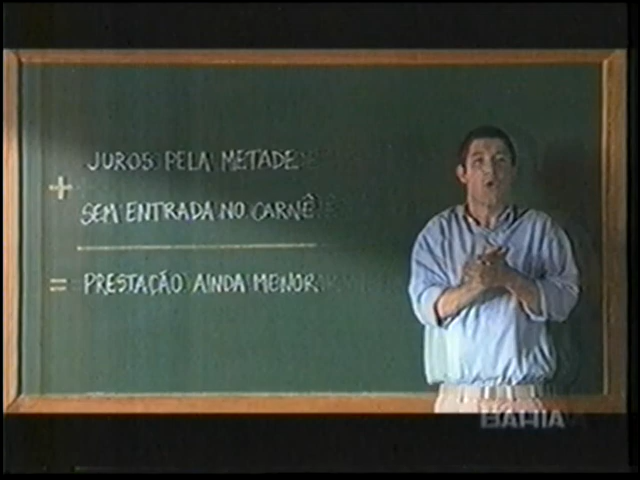 JUROS PELA METADE
+
SEM ENTRADA NO CARNÊ
= PRESTAÇÃO AINDA MENOR
BAHIA